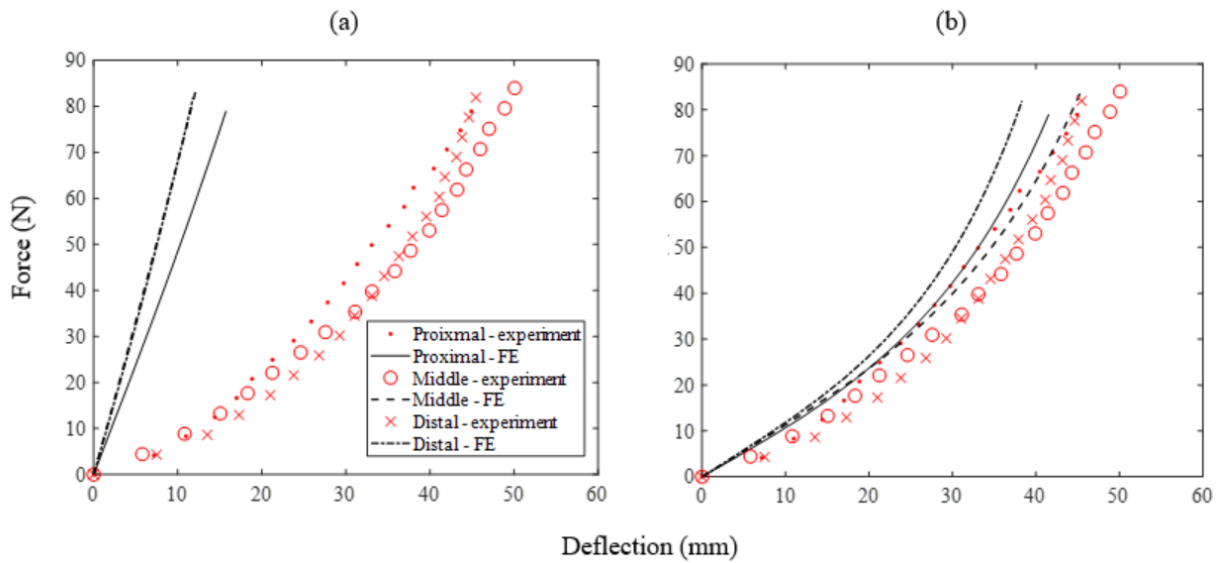 (a)
(b)
90
80
70
60
50
40
30
20
10
0
0 10 20 30 40 50 60
Force (N)
Proixmal - experiment
Proximal - FE
Middle - experiment
Middle - FE
Distal - experiment
Distal - FE
90
80
70
60
50
40
30
20
10
0
0 10 20 30 40 50 60
Deflection (mm)